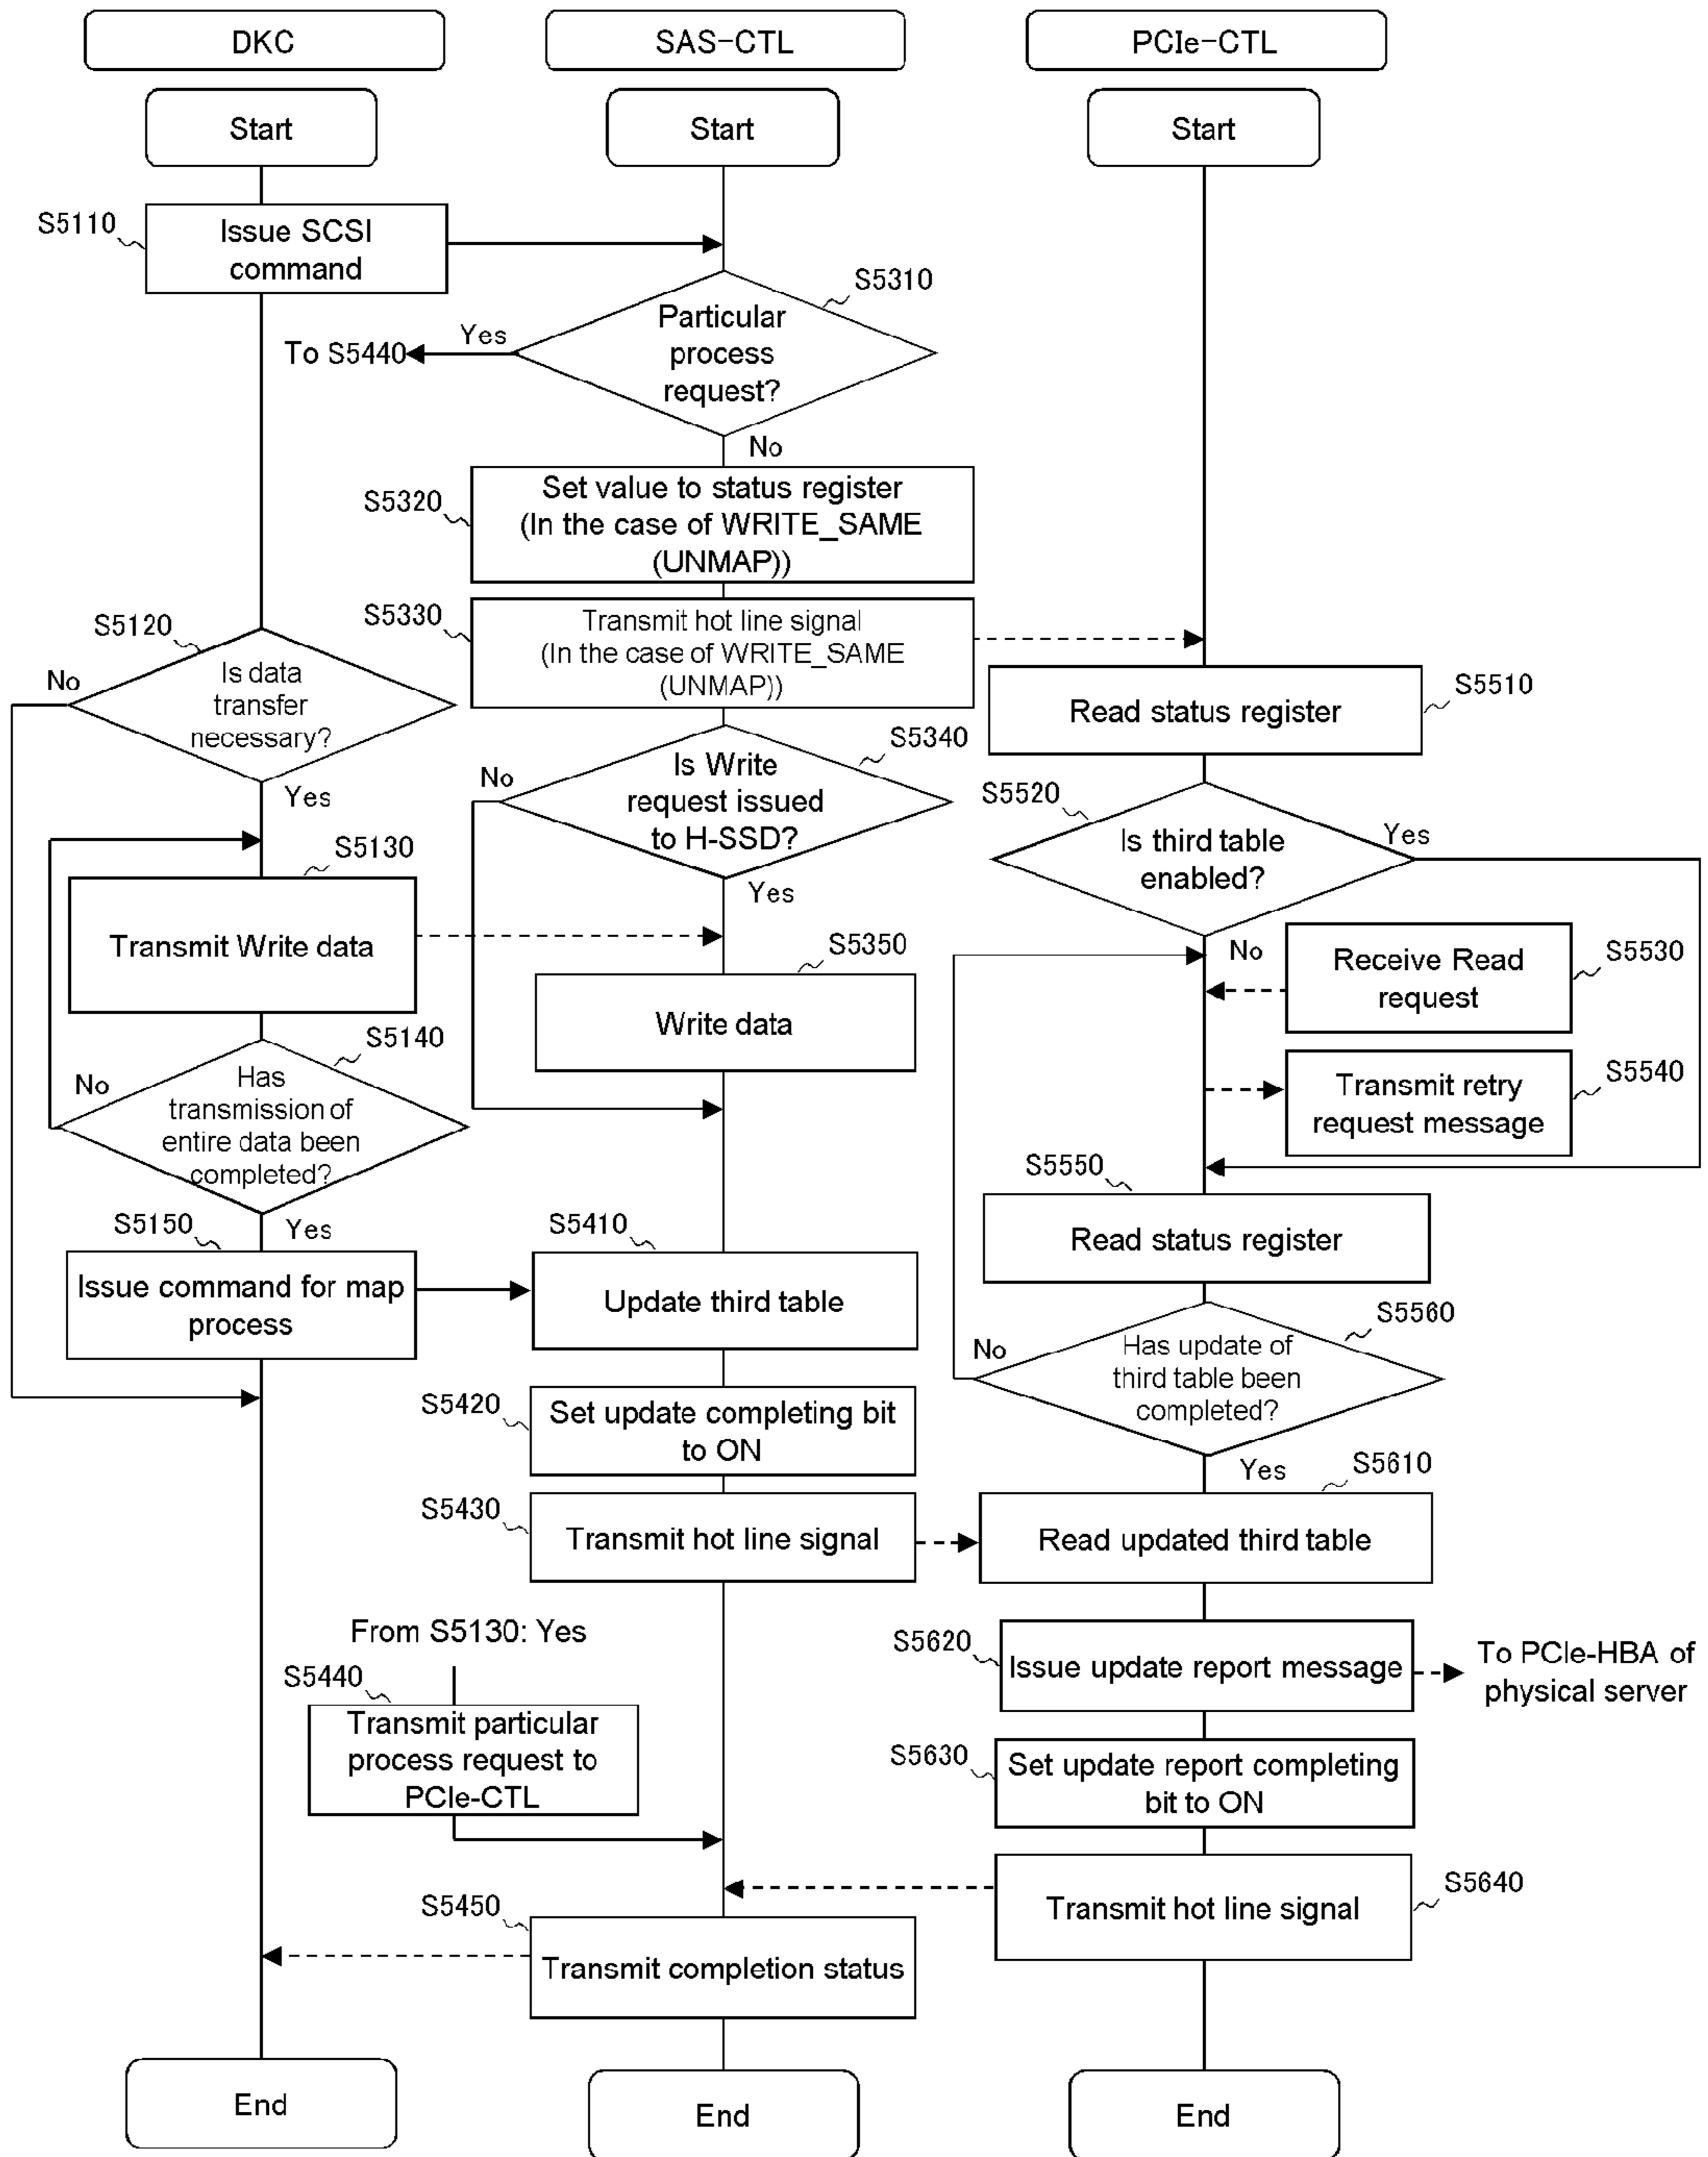 DKC
SAS-CTL
PCIe-CTL
Start
Start
Start
S5110
Issue SCSI
command
S5310
Particular
process
request?
Yes
To S5440
No
S5320
Set value to status register
(In the case of WRITE_SAME
(UNMAP))
S5330
Transmit hot line signal
(In the case of WRITE_SAME
(UNMAP))
S5120
Is data
transfer
necessary?
No
Yes
S5510
Read status register
S5340
Is Write
request issued
to H-SSD?
No
Yes
S5520
Is third table
enabled?
Yes
No
S5130
Transmit Write data
S5350
Write data
Receive Read
request
S5530
Transmit retry
request message
S5540
S5140
Has
transmission of
entire data been
completed?
No
Yes
S5150
Issue command for map
process
S5410
Update third table
S5550
Read status register
S5560
Has update of
third table been
completed?
No
Yes
S5420
Set update completing bit
to ON
S5430
Transmit hot line signal
S5610
Read updated third table
From S5130: Yes
S5440
Transmit particular
process request to
PCIe-CTL
S5620
Issue update report message
To PCIe-HBA of
physical server
S5630
Set update report completing
bit to ON
S5640
Transmit hot line signal
S5450
Transmit completion status
End
End
End